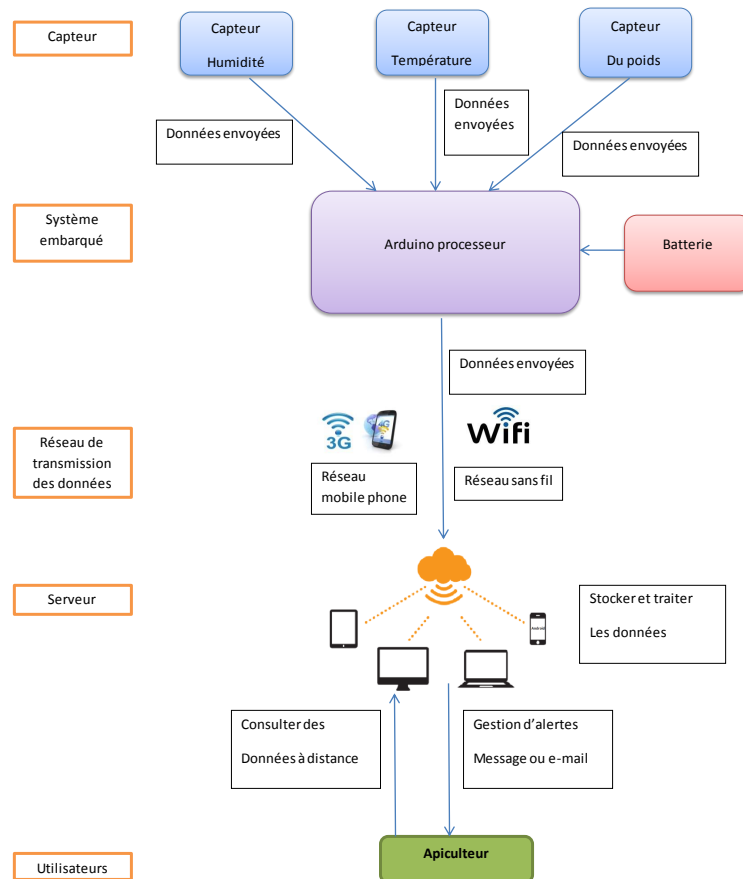 Capteur
Capteur
Humidité
Capteur
Température
Capteur
Du poids
Données envoyées
Données
envoyées
Données envoyées
Système
embarqué
Arduino processeur
Batterie
Données envoyées
Réseau de
transmission
des données
3G
4G
Wifi
Réseau
mobile phone
Réseau sans fil
Serveur
Android
Stocker et traiter
Les données
Consulter des
Données à distance
Gestion d'alertes
Message ou e-mail
Utilisateurs
Apiculteur